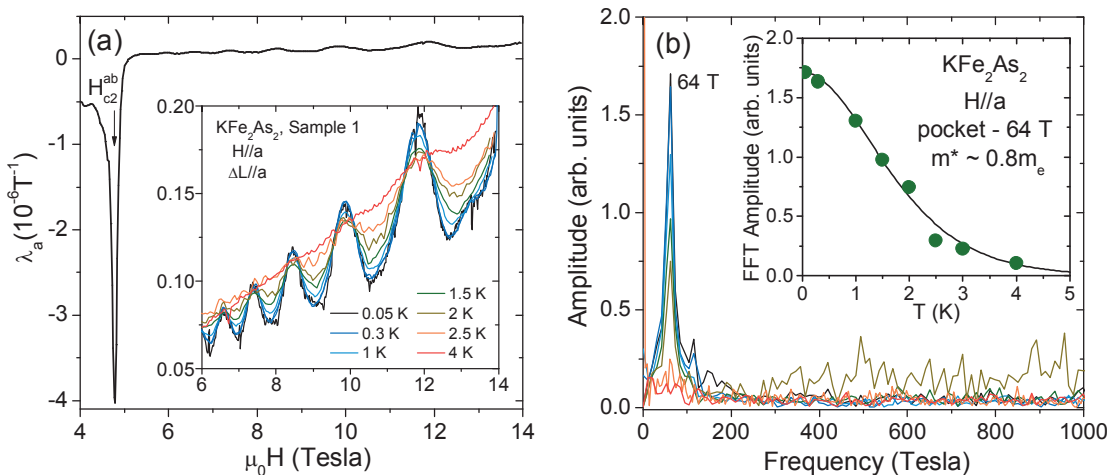 (a)
0
-1
-2
-3
-4
λa(10⁻⁶T⁻¹)
H^ab_c2
4
6
8
10
12
14
μ₀H (Tesla)
0.20
0.15
0.10
0.05
KFe₂As₂, Sample 1
H//a
ΔL//a
0.05 K
0.3 K
1 K
1.5 K
2 K
2.5 K
4 K
6
8
10
12
14
(b)
2.0
1.5
1.0
0.5
0.0
Amplitude (arb. units)
64 T
0
200
400
600
800
1000
Frequency (Tesla)
2.0
1.5
1.0
0.5
0.0
FFT Amplitude (arb. units)
KFe₂As₂
H//a
pocket - 64 T
m* ~ 0.8mₑ
0
1
2
3
4
5
T (K)